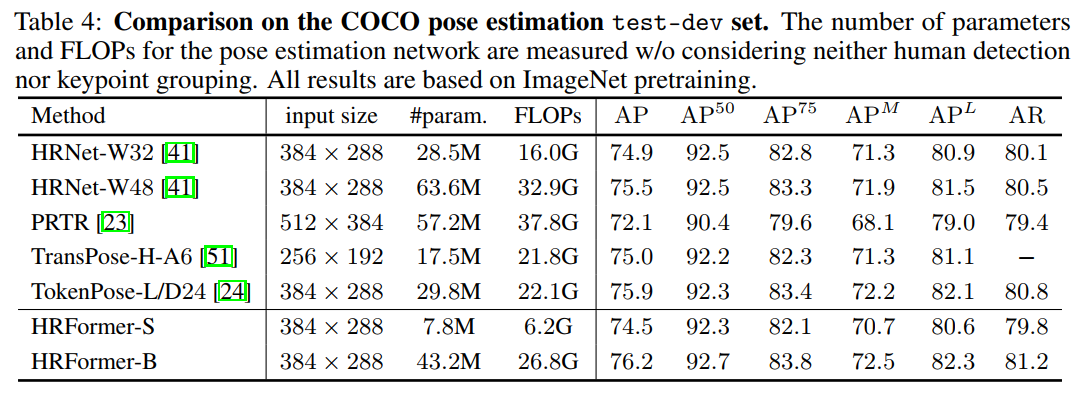 Table 4: Comparison on the COCO pose estimation test-dev set. The number of parameters
and FLOPs for the pose estimation network are measured w/o considering neither human detection
nor keypoint grouping. All results are based on ImageNet pretraining.
Method input size #param. FLOPs AP AP^50 AP^75 AP^M AP^L AR
HRNet-W32 [41] 384 × 288 28.5M 16.0G 74.9 92.5 82.8 71.3 80.9 80.1
HRNet-W48 [41] 384 × 288 63.6M 32.9G 75.5 92.5 83.3 71.9 81.5 80.5
PRTR [23] 512 × 384 57.2M 37.8G 72.1 90.4 79.6 68.1 79.0 79.4
TransPose-H-A6 [51] 256 × 192 17.5M 21.8G 75.0 92.2 82.3 71.3 81.1 –
TokenPose-L/D24 [24] 384 × 288 29.8M 22.1G 75.9 92.3 83.4 72.2 82.1 80.8
HRFormer-S 384 × 288 7.8M 6.2G 74.5 92.3 82.1 70.7 80.6 79.8
HRFormer-B 384 × 288 43.2M 26.8G 76.2 92.7 83.8 72.5 82.3 81.2